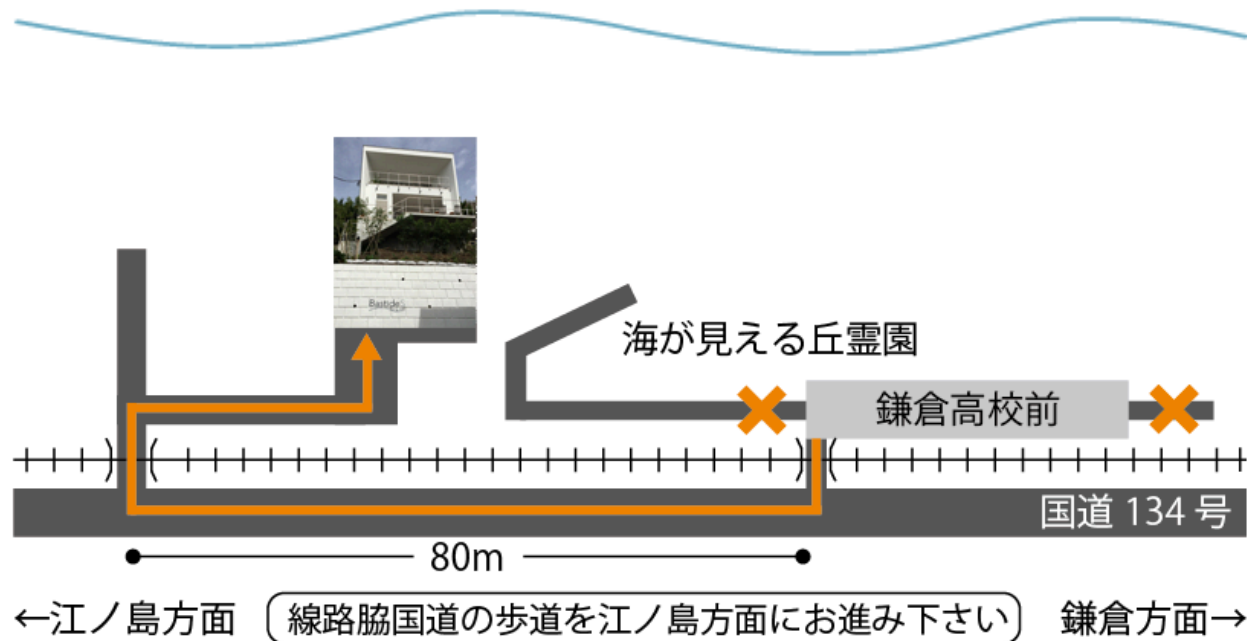 Bastide
海が見える丘霊園
鎌倉高校前
国道 134 号
80m
←江ノ島方面
線路脇国道の歩道を江ノ島方面にお進み下さい
鎌倉方面→